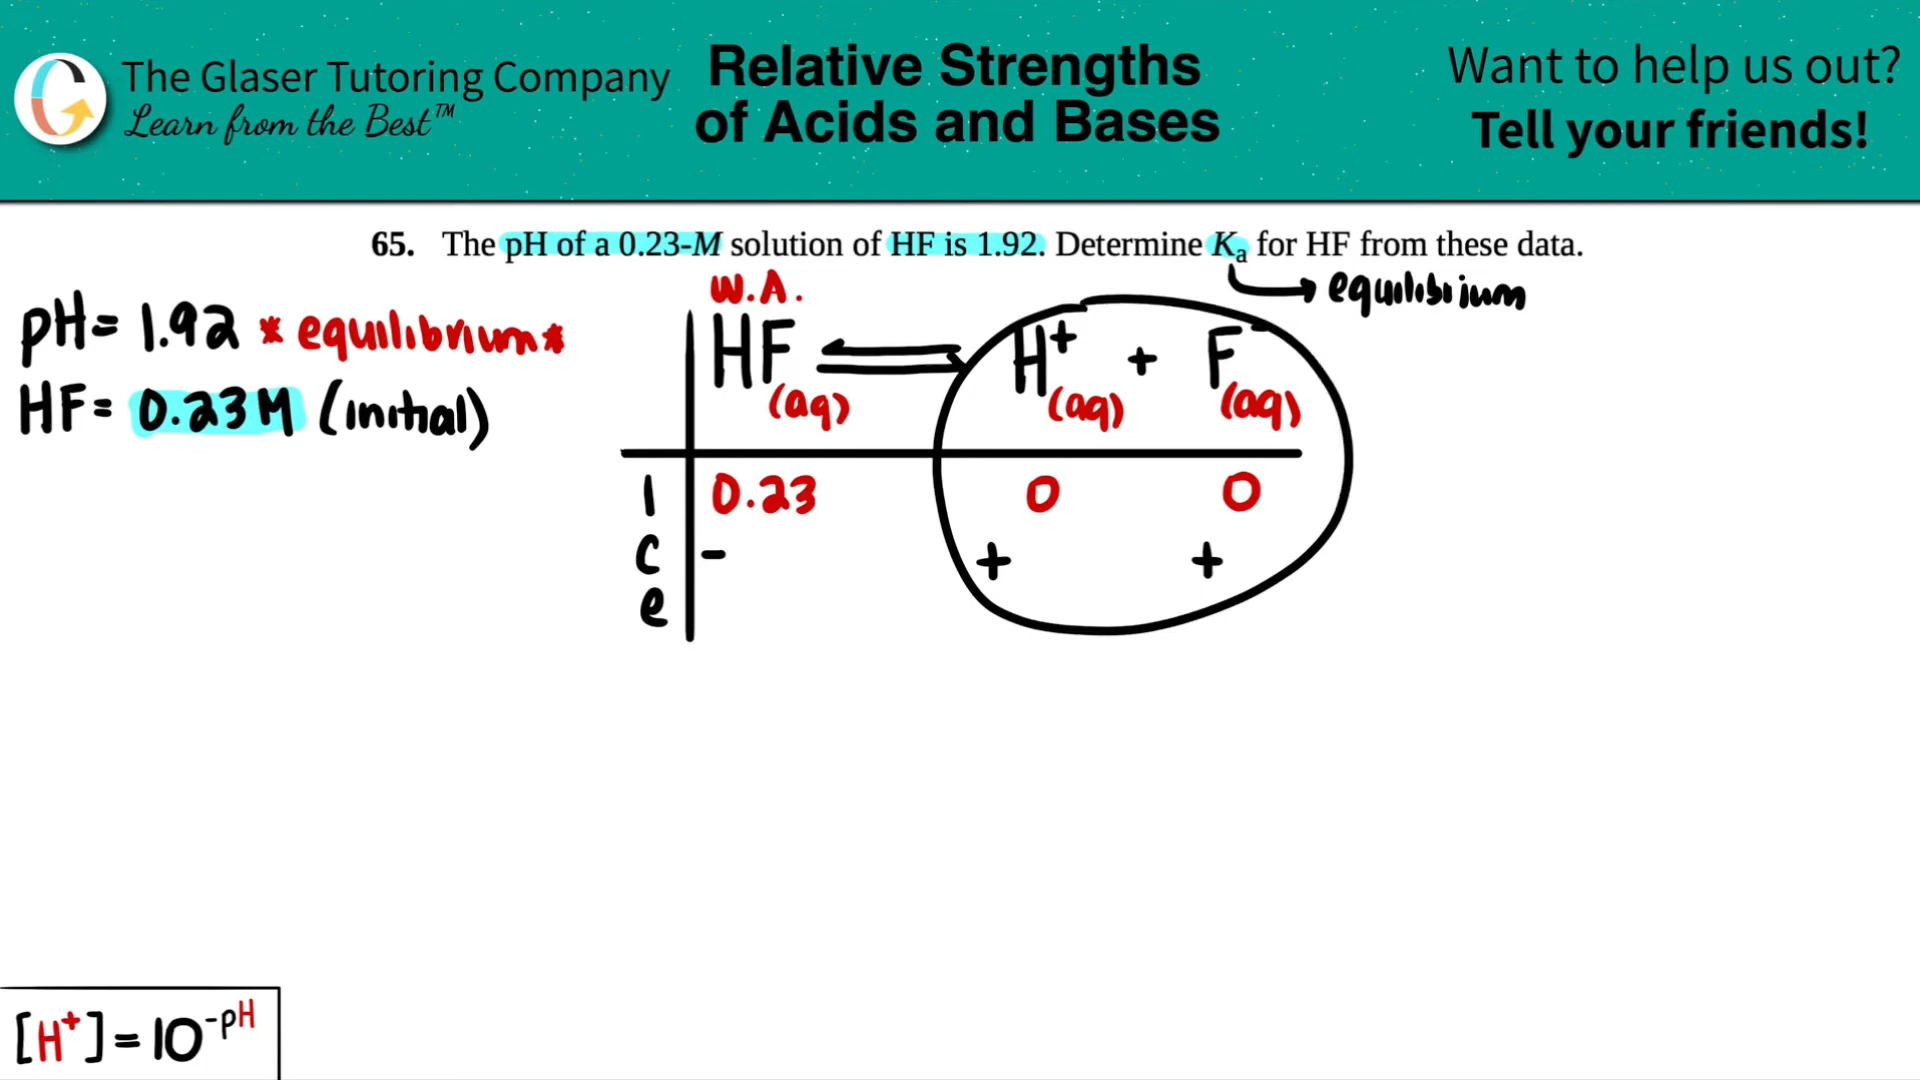 The Glaser Tutoring Company
Learn from the Best™
Relative Strengths
of Acids and Bases
Want to help us out?
Tell your friends!
65. The pH of a 0.23-M solution of HF is 1.92. Determine Kₐ for HF from these data.
equilibrium
pH = 1.92 * equilibrium *
HF = 0.23M (initial)
W.A.
HF(aq) ⇌ H⁺(aq) + F⁻(aq)
I 0.23 0 0
C - + +
e
[H⁺] = 10⁻ᵖᴴ